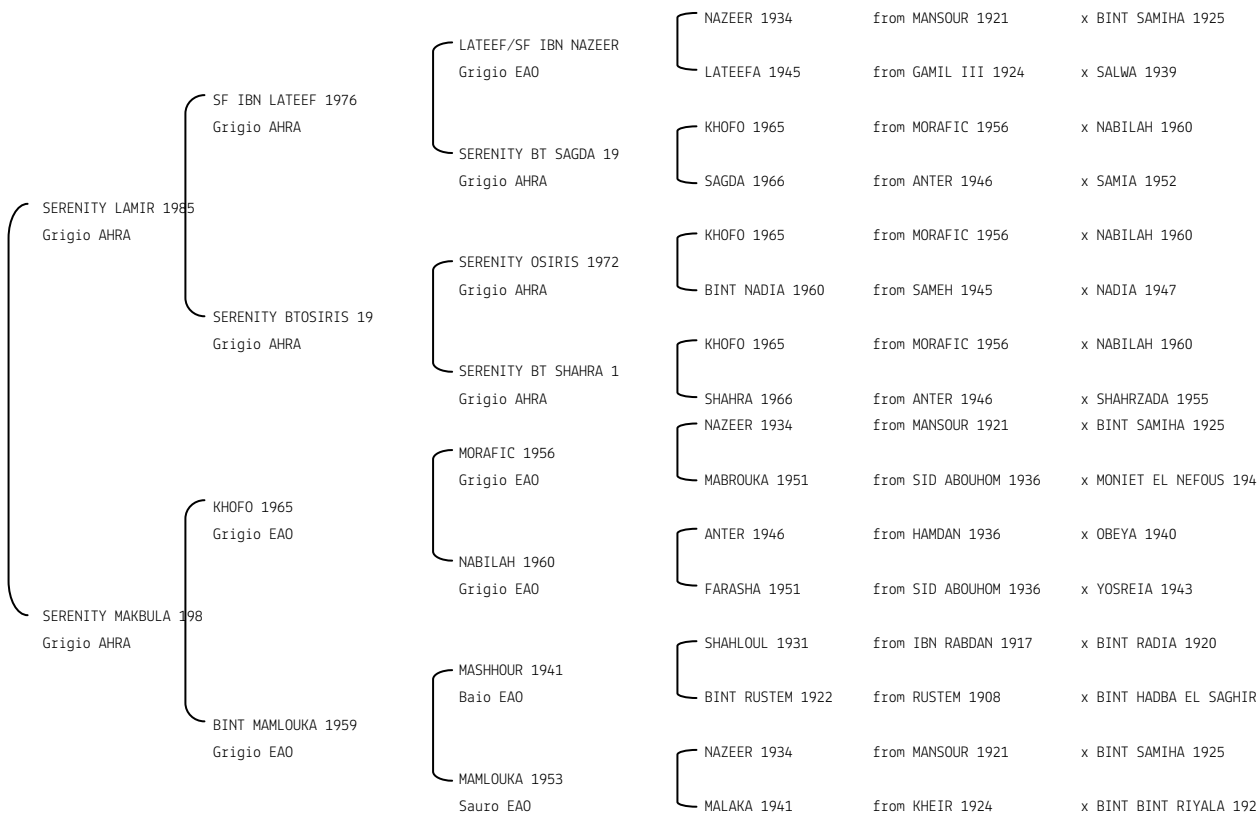 NAZEER 1934 from MANSOUR 1921 x BINT SAMIHA 1925
LATEEF/SF IBN NAZEER
Grigio EAO
LATEEFA 1945 from GAMIL III 1924 x SALWA 1939
SF IBN LATEEF 1976
Grigio AHRA
KHOFO 1965 from MORAFIC 1956 x NABILAH 1960
SERENITY BT SAGDA 19
Grigio AHRA
SAGDA 1966 from ANTER 1946 x SAMIA 1952
SERENITY LAMIR 1985
Grigio AHRA
KHOFO 1965 from MORAFIC 1956 x NABILAH 1960
SERENITY OSIRIS 1972
Grigio AHRA
BINT NADIA 1960 from SAMEH 1945 x NADIA 1947
SERENITY BTOSIRIS 19
Grigio AHRA
KHOFO 1965 from MORAFIC 1956 x NABILAH 1960
SERENITY BT SHAHRA 1
Grigio AHRA
SHAHRA 1966 from ANTER 1946 x SHAHRZADA 1955
NAZEER 1934 from MANSOUR 1921 x BINT SAMIHA 1925
MORAFIC 1956
Grigio EAO
MABROUKA 1951 from SID ABOUHOM 1936 x MONIET EL NEFOUS 194
KHOFO 1965
Grigio EAO
ANTER 1946 from HAMDAN 1936 x OBEYA 1940
NABILAH 1960
Grigio EAO
FARASHA 1951 from SID ABOUHOM 1936 x YOSREIA 1943
SERENITY MAKBULA 198
Grigio AHRA
SHAHLOUL 1931 from IBN RABDAN 1917 x BINT RADIA 1920
MASHHOUR 1941
Baio EAO
BINT RUSTEM 1922 from RUSTEM 1908 x BINT HADBA EL SAGHIR
BINT MAMLOUKA 1959
Grigio EAO
NAZEER 1934 from MANSOUR 1921 x BINT SAMIHA 1925
MAMLOUKA 1953
Sauro EAO
MALAKA 1941 from KHEIR 1924 x BINT BINT RIYALA 192